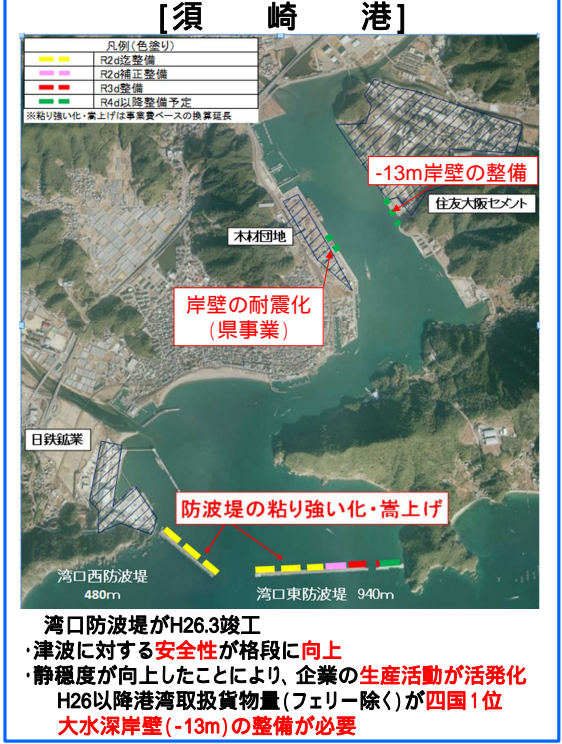 [須崎港]
凡例(色塗り)
R2d迄整備
R2d補正整備
R3d整備
R4d以降整備予定
※粘り強い化・嵩上げは事業費ベースの換算延長
-13m岸壁の整備
住友大阪セメント
木材団地
岸壁の耐震化
(県事業)
日鉄鉱業
防波堤の粘り強い化・嵩上げ
湾口西防波堤
480m
湾口東防波堤 940m
湾口防波堤がH26.3竣工
・津波に対する安全性が格段に向上
・静穏度が向上したことにより、企業の生産活動が活発化
H26以降港湾取扱貨物量(フェリー除く)が四国1位
大水深岸壁(-13m)の整備が必要